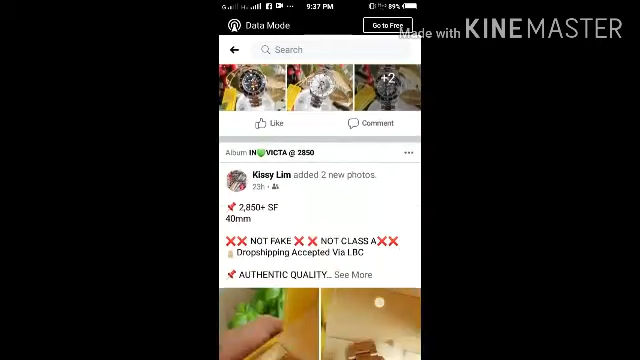 9:37 PM
89%
Data Mode
Go to Free
Made with KINEMASTER
Search
+2
Like
Comment
Album IN💚VICTA @ 2850
Kissy Lim added 2 new photos.
23h
📌 2,850+ SF
40mm
❌❌ NOT FAKE ❌ ❌ NOT CLASS A❌❌
Dropshipping Accepted Via LBC
📌 AUTHENTIC QUALITY... See More